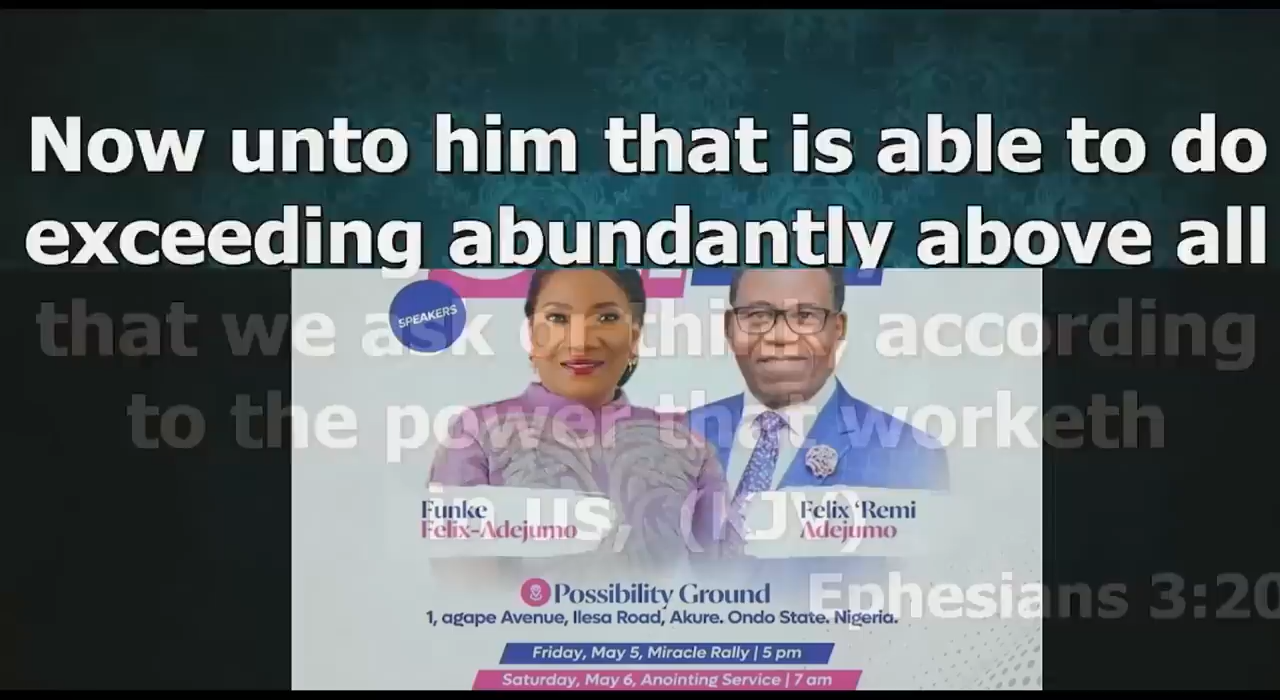 Now unto him that is able to do
exceeding abundantly above all
that we ask or think, according
to the power that worketh
in us, (KJV)
Ephesians 3:20
SPEAKERS
Funke
Felix-Adejumo
Felix ‘Remi
Adejumo
Possibility Ground
1, agape Avenue, Ilesa Road, Akure. Ondo State. Nigeria.
Friday, May 5, Miracle Rally | 5 pm
Saturday, May 6, Anointing Service | 7 am